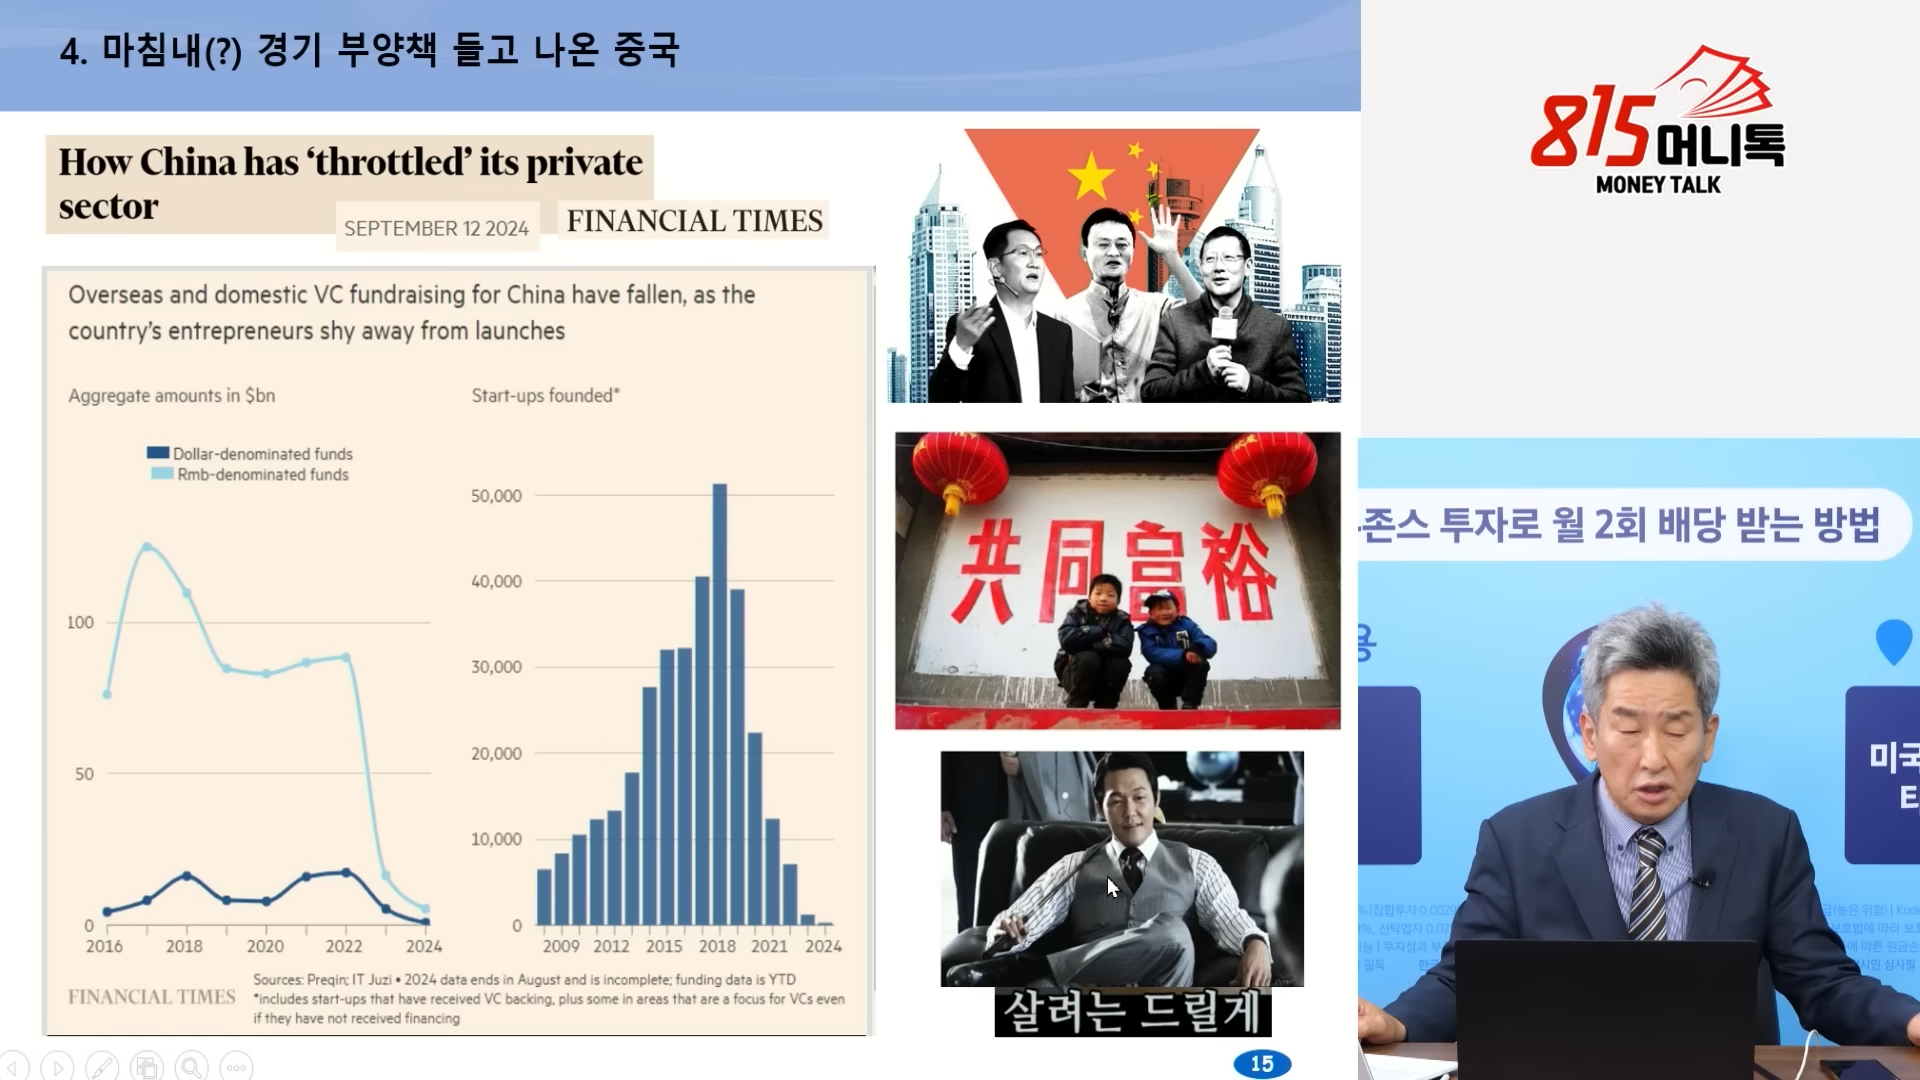 4. 마침내(?) 경기 부양책 들고 나온 중국
How China has ‘throttled’ its private
sector
SEPTEMBER 12 2024
FINANCIAL TIMES
Overseas and domestic VC fundraising for China have fallen, as the
country’s entrepreneurs shy away from launches
Aggregate amounts in $bn
Dollar-denominated funds
Rmb-denominated funds
100
50
0
2016 2018 2020 2022 2024
Start-ups founded*
50,000
40,000
30,000
20,000
10,000
0
2009 2012 2015 2018 2021 2024
FINANCIAL TIMES
Sources: Preqin; IT Juzi • 2024 data ends in August and is incomplete; funding data is YTD
*includes start-ups that have received VC backing, plus some in areas that are a focus for VCs even
if they have not received financing
共同富裕
살려는 드릴게
15
815머니톡
MONEY TALK
존스 투자로 월 2회 배당 받는 방법
용
미국